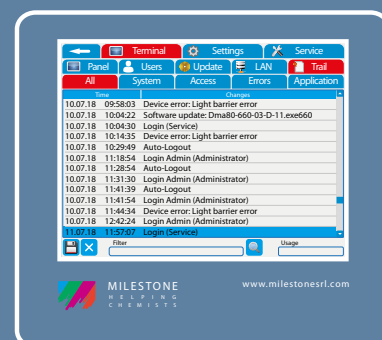 Terminal Settings Service
Panel Users Update LAN Trail
All System Access Errors Application
Time Changes
10.07.18 09:58:03 Device error: Light barrier error
10.07.18 10:04:22 Software update: Dma80-660-03-D-11.exe660
10.07.18 10:04:30 Login (Service)
10.07.18 10:14:35 Device error: Light barrier error
10.07.18 10:29:49 Auto-Logout
10.07.18 11:18:54 Login Admin (Administrator)
10.07.18 11:28:54 Auto-Logout
10.07.18 11:31:30 Login Admin (Administrator)
10.07.18 11:41:39 Auto-Logout
10.07.18 11:41:54 Login Admin (Administrator)
10.07.18 11:44:34 Device error: Light barrier error
10.07.18 12:42:24 Login Admin (Administrator)
11.07.18 11:57:07 Login (Service)
Filter Usage
MILESTONE www.milestonesrl.com
HELPING
CHEMISTS